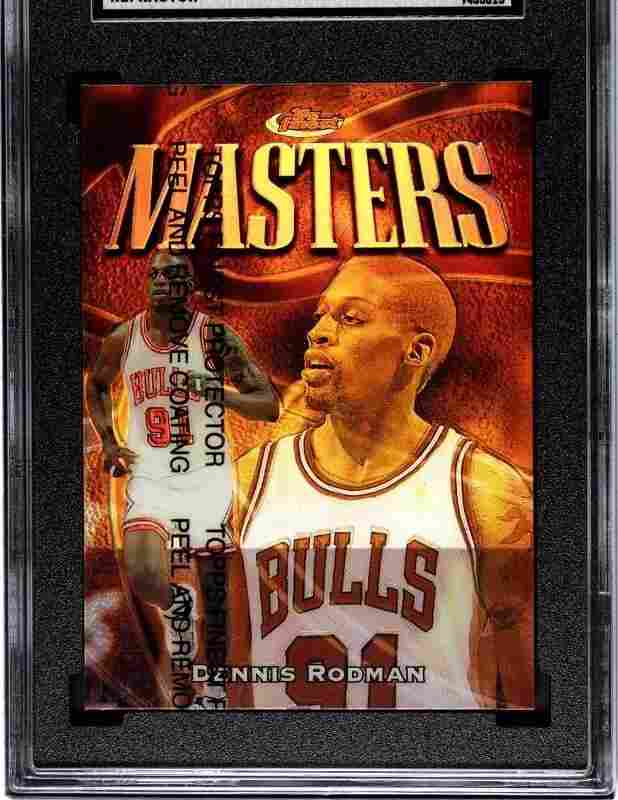 MASTERS
TOPPS FINEST PROTECTOR
PEEL AND REMOVE COATING
BULLS
9
BULLS
91
TOPPS FINEST
PEEL AND REMO
DENNIS RODMAN